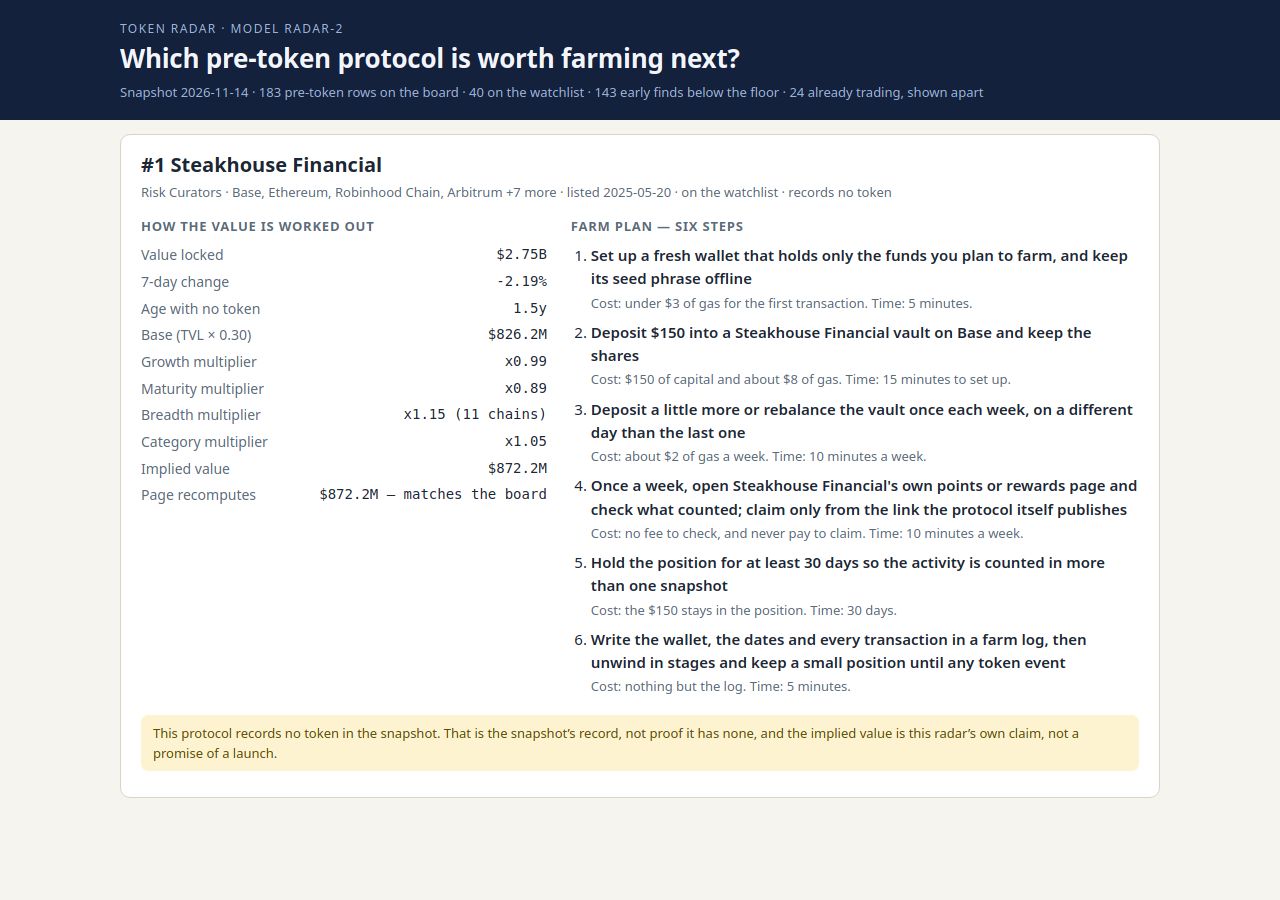 TOKEN RADAR · MODEL RADAR-2
Which pre-token protocol is worth farming next?
Snapshot 2026-11-14 · 183 pre-token rows on the board · 40 on the watchlist · 143 early finds below the floor · 24 already trading, shown apart
#1 Steakhouse Financial
Risk Curators · Base, Ethereum, Robinhood Chain, Arbitrum +7 more · listed 2025-05-20 · on the watchlist · records no token
HOW THE VALUE IS WORKED OUT
Value locked $2.75B
7-day change -2.19%
Age with no token 1.5y
Base (TVL × 0.30) $826.2M
Growth multiplier x0.99
Maturity multiplier x0.89
Breadth multiplier x1.15 (11 chains)
Category multiplier x1.05
Implied value $872.2M
Page recomputes $872.2M — matches the board
FARM PLAN — SIX STEPS
1. Set up a fresh wallet that holds only the funds you plan to farm, and keep
its seed phrase offline
Cost: under $3 of gas for the first transaction. Time: 5 minutes.
2. Deposit $150 into a Steakhouse Financial vault on Base and keep the
shares
Cost: $150 of capital and about $8 of gas. Time: 15 minutes to set up.
3. Deposit a little more or rebalance the vault once each week, on a different
day than the last one
Cost: about $2 of gas a week. Time: 10 minutes a week.
4. Once a week, open Steakhouse Financial's own points or rewards page and
check what counted; claim only from the link the protocol itself publishes
Cost: no fee to check, and never pay to claim. Time: 10 minutes a week.
5. Hold the position for at least 30 days so the activity is counted in more
than one snapshot
Cost: the $150 stays in the position. Time: 30 days.
6. Write the wallet, the dates and every transaction in a farm log, then
unwind in stages and keep a small position until any token event
Cost: nothing but the log. Time: 5 minutes.
This protocol records no token in the snapshot. That is the snapshot’s record, not proof it has none, and the implied value is this radar’s own claim, not a
promise of a launch.